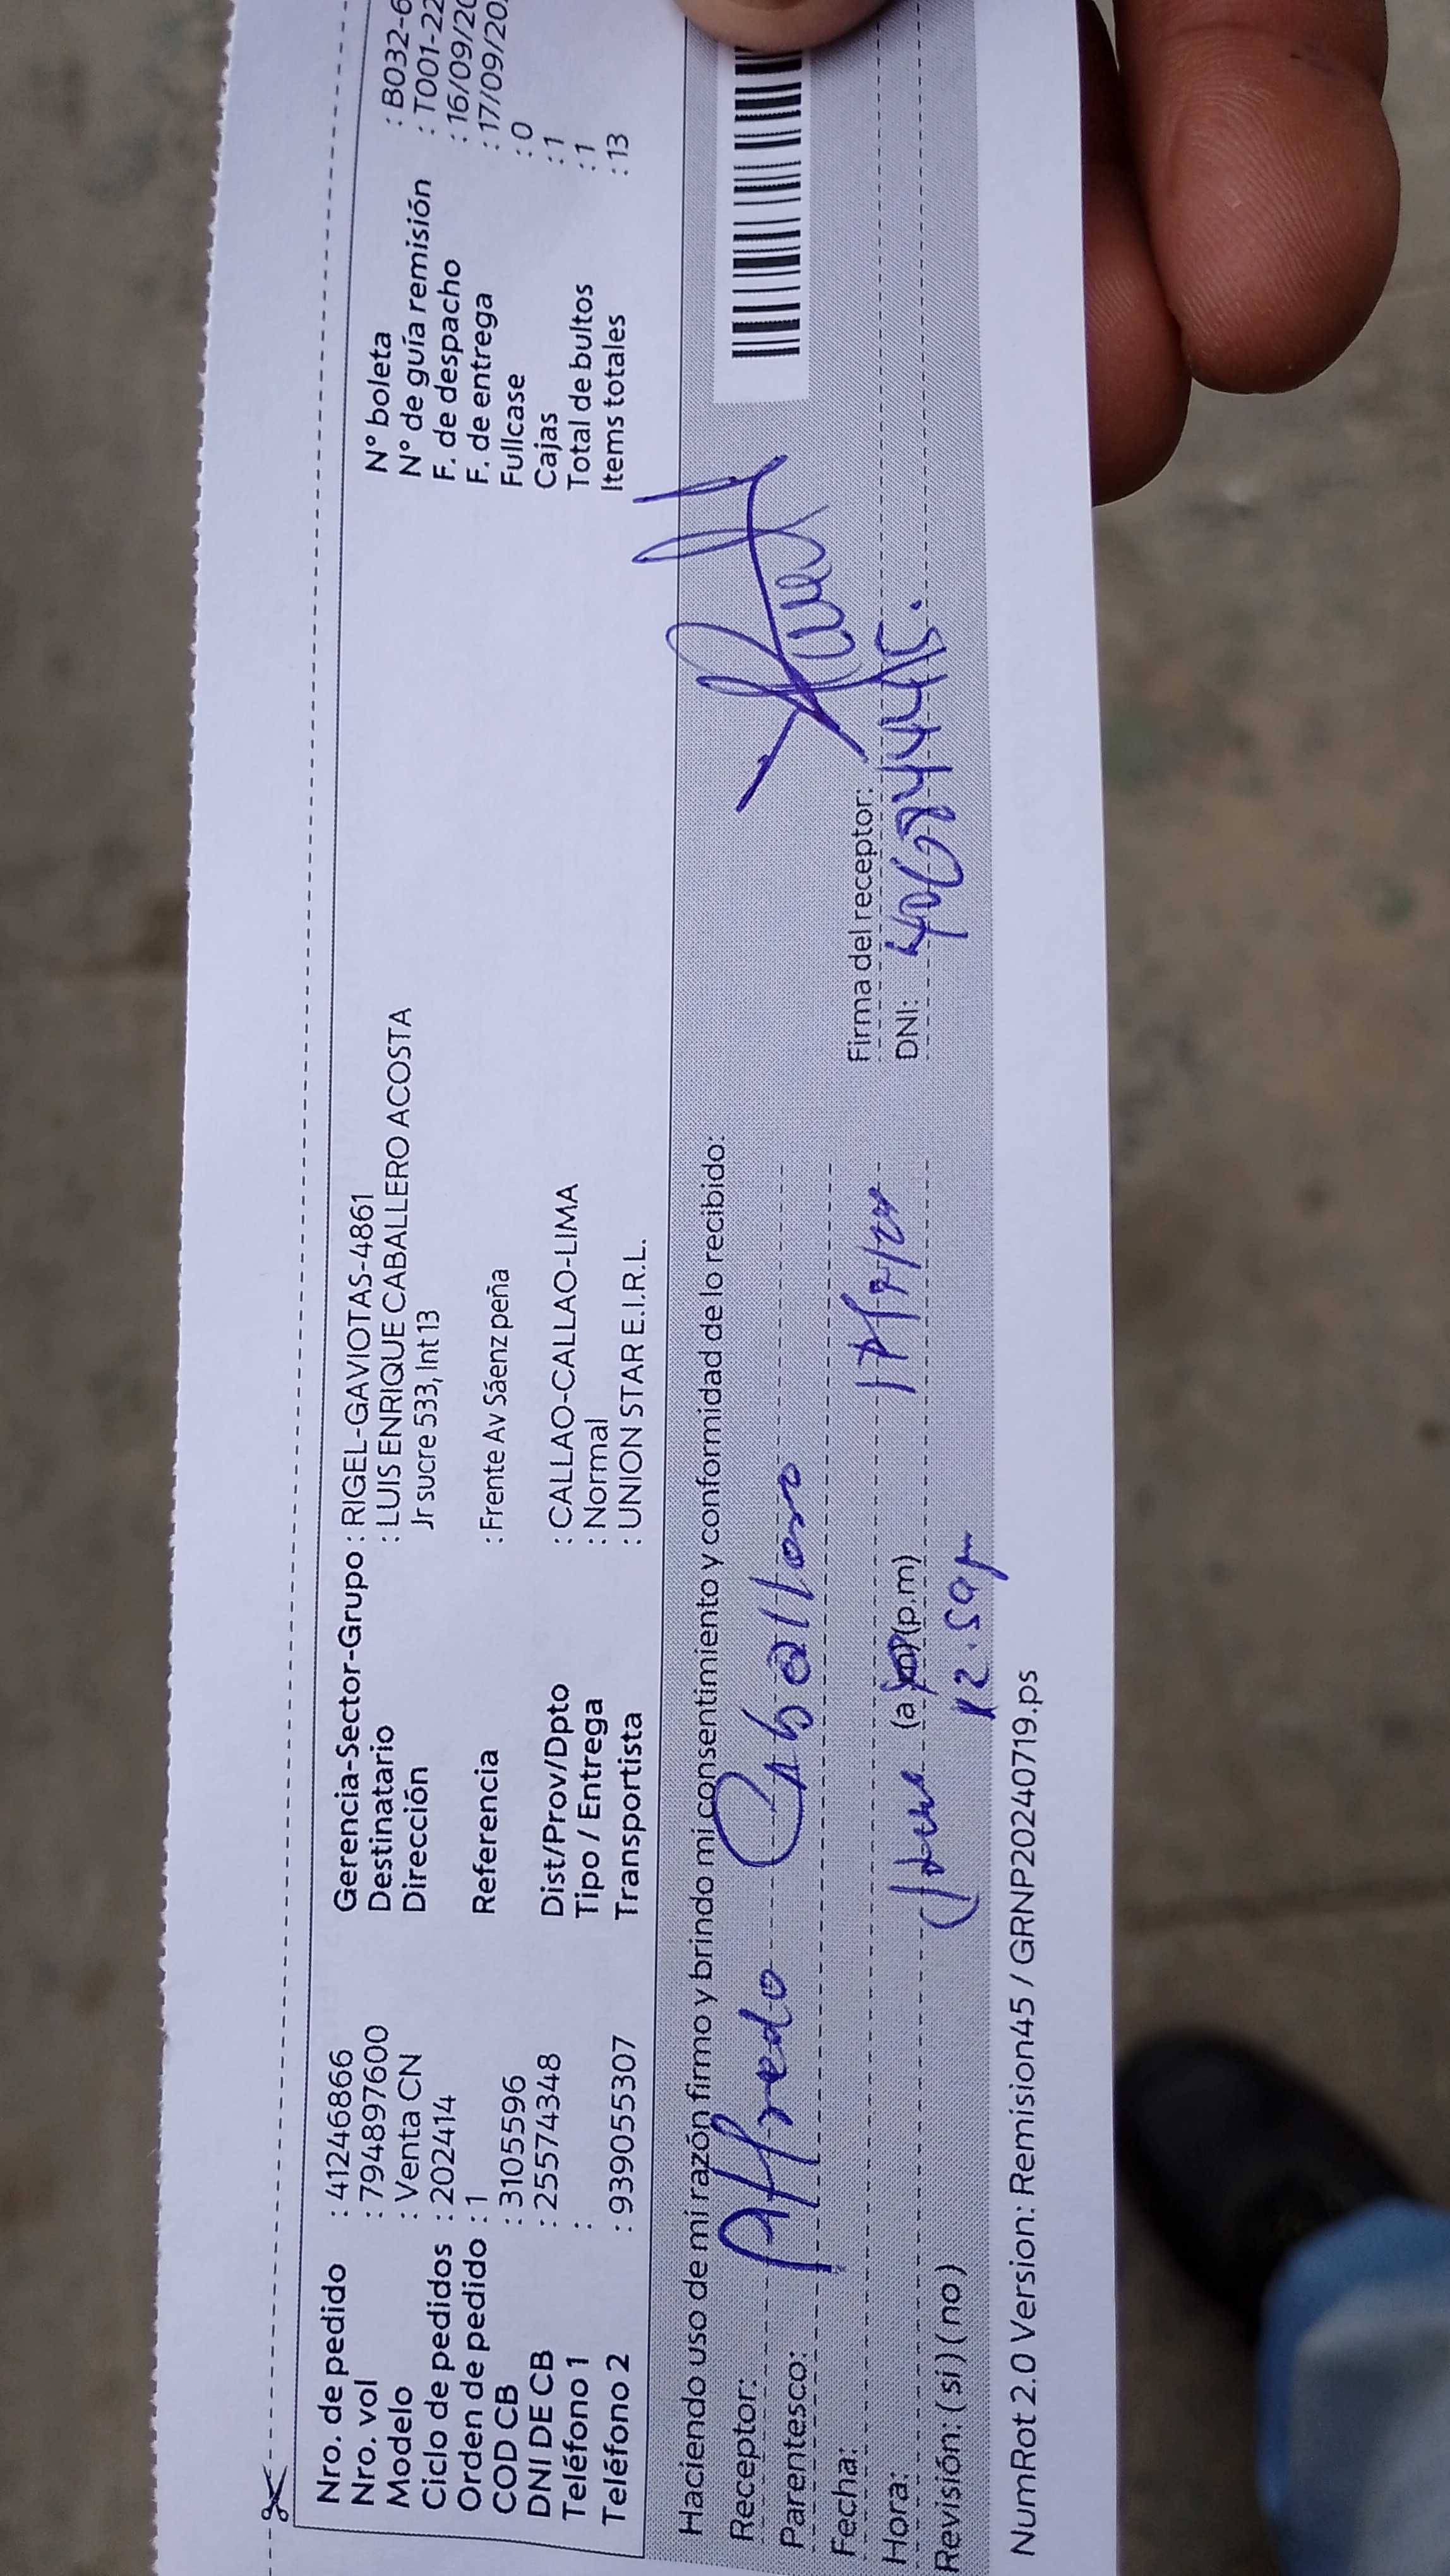 Nro. de pedido : 41246866
Nro. vol : 794897600
Modelo : Venta CN
Ciclo de pedidos : 202414
Orden de pedido : 1
COD CB : 3105596
DNI DE CB : 25574348
Teléfono 1 :
Teléfono 2 : 939055307
Gerencia-Sector-Grupo : RIGEL-GAVIOTAS-4861
Destinatario : LUIS ENRIQUE CABALLERO ACOSTA
Dirección Jr sucre 533, Int 13
Referencia : Frente Av Sáenz peña
Dist/Prov/Dpto : CALLAO-CALLAO-LIMA
Tipo / Entrega : Normal
Transportista : UNION STAR E.I.R.L.
N° boleta : B032-6
N° de guía remisión : T001-22
F. de despacho : 16/09/20
F. de entrega : 17/09/20
Fullcase : 0
Cajas : 1
Total de bultos : 1
Items totales : 13
Haciendo uso de mi razón firmo y brindo mi consentimiento y conformidad de lo recibido:
Receptor: Alfredo
Parentesco:
Fecha:
Hora: (a (p.m)
12:59p
Revisión: ( si ) ( no )
Firma del receptor:
DNI:
NumRot 2.0 Version: Remision45 / GRNP20240719.ps